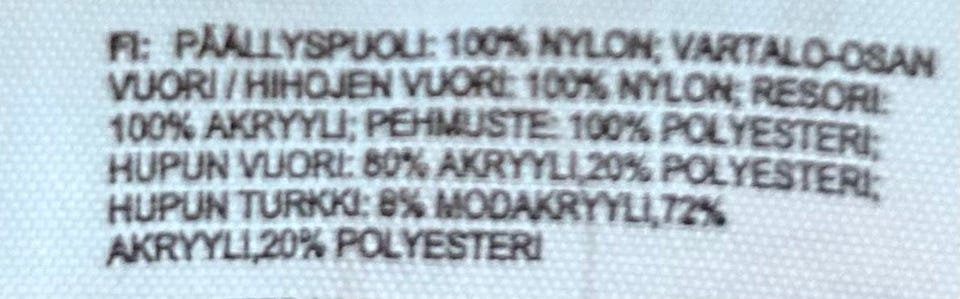 FI: PÄÄLLYSPUOLI: 100% NYLON; VARTALO-OSAN
VUORI / HIHOJEN VUORI: 100% NYLON; RESORI:
100% AKRYYLI; PEHMUSTE: 100% POLYESTERI;
HUPUN VUORI: 80% AKRYYLI,20% POLYESTERI;
HUPUN TURKKI: 8% MODAKRYYLI,72%
AKRYYLI,20% POLYESTERI